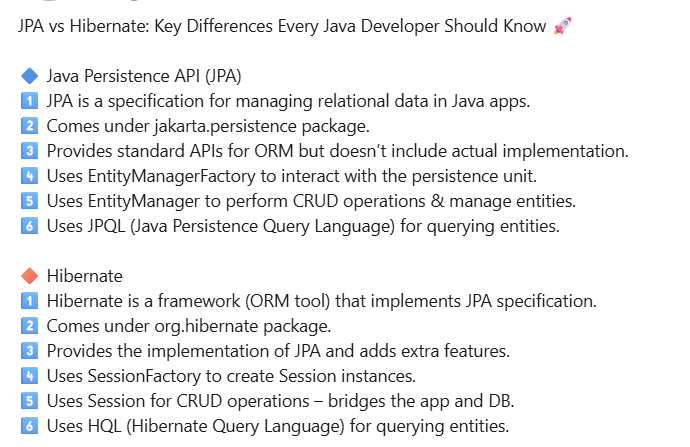 JPA vs Hibernate: Key Differences Every Java Developer Should Know 🚀
🔷 Java Persistence API (JPA)
1️⃣ JPA is a specification for managing relational data in Java apps.
2️⃣ Comes under jakarta.persistence package.
3️⃣ Provides standard APIs for ORM but doesn’t include actual implementation.
4️⃣ Uses EntityManagerFactory to interact with the persistence unit.
5️⃣ Uses EntityManager to perform CRUD operations & manage entities.
6️⃣ Uses JPQL (Java Persistence Query Language) for querying entities.
🔶 Hibernate
1️⃣ Hibernate is a framework (ORM tool) that implements JPA specification.
2️⃣ Comes under org.hibernate package.
3️⃣ Provides the implementation of JPA and adds extra features.
4️⃣ Uses SessionFactory to create Session instances.
5️⃣ Uses Session for CRUD operations – bridges the app and DB.
6️⃣ Uses HQL (Hibernate Query Language) for querying entities.